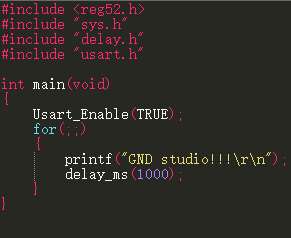 #include <reg52.h>
#include "sys.h"
#include "delay.h"
#include "usart.h"

int main(void)
{
    Usart_Enable(TRUE);
    for(;;)
    {
        printf("GND studio!!!\r\n");
        delay_ms(1000);
    }
}